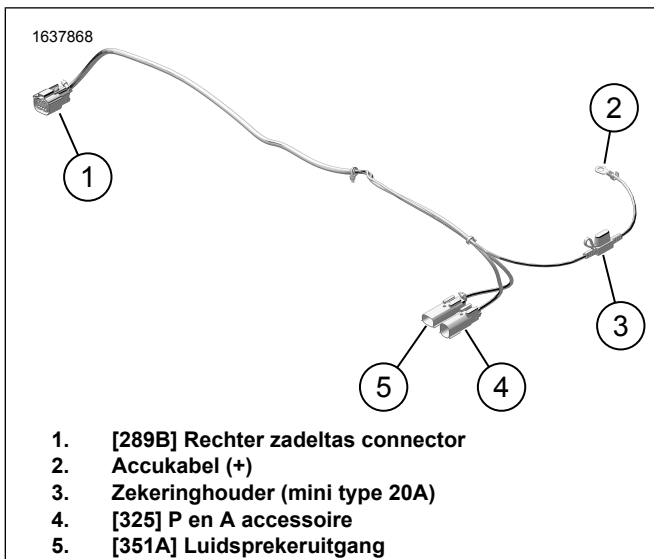 1637868
1
2
3
4
5
1. [289B] Rechter zadeltas connector
2. Accukabel (+)
3. Zekeringhouder (mini type 20A)
4. [325] P en A accessoire
5. [351A] Luidsprekeruitgang